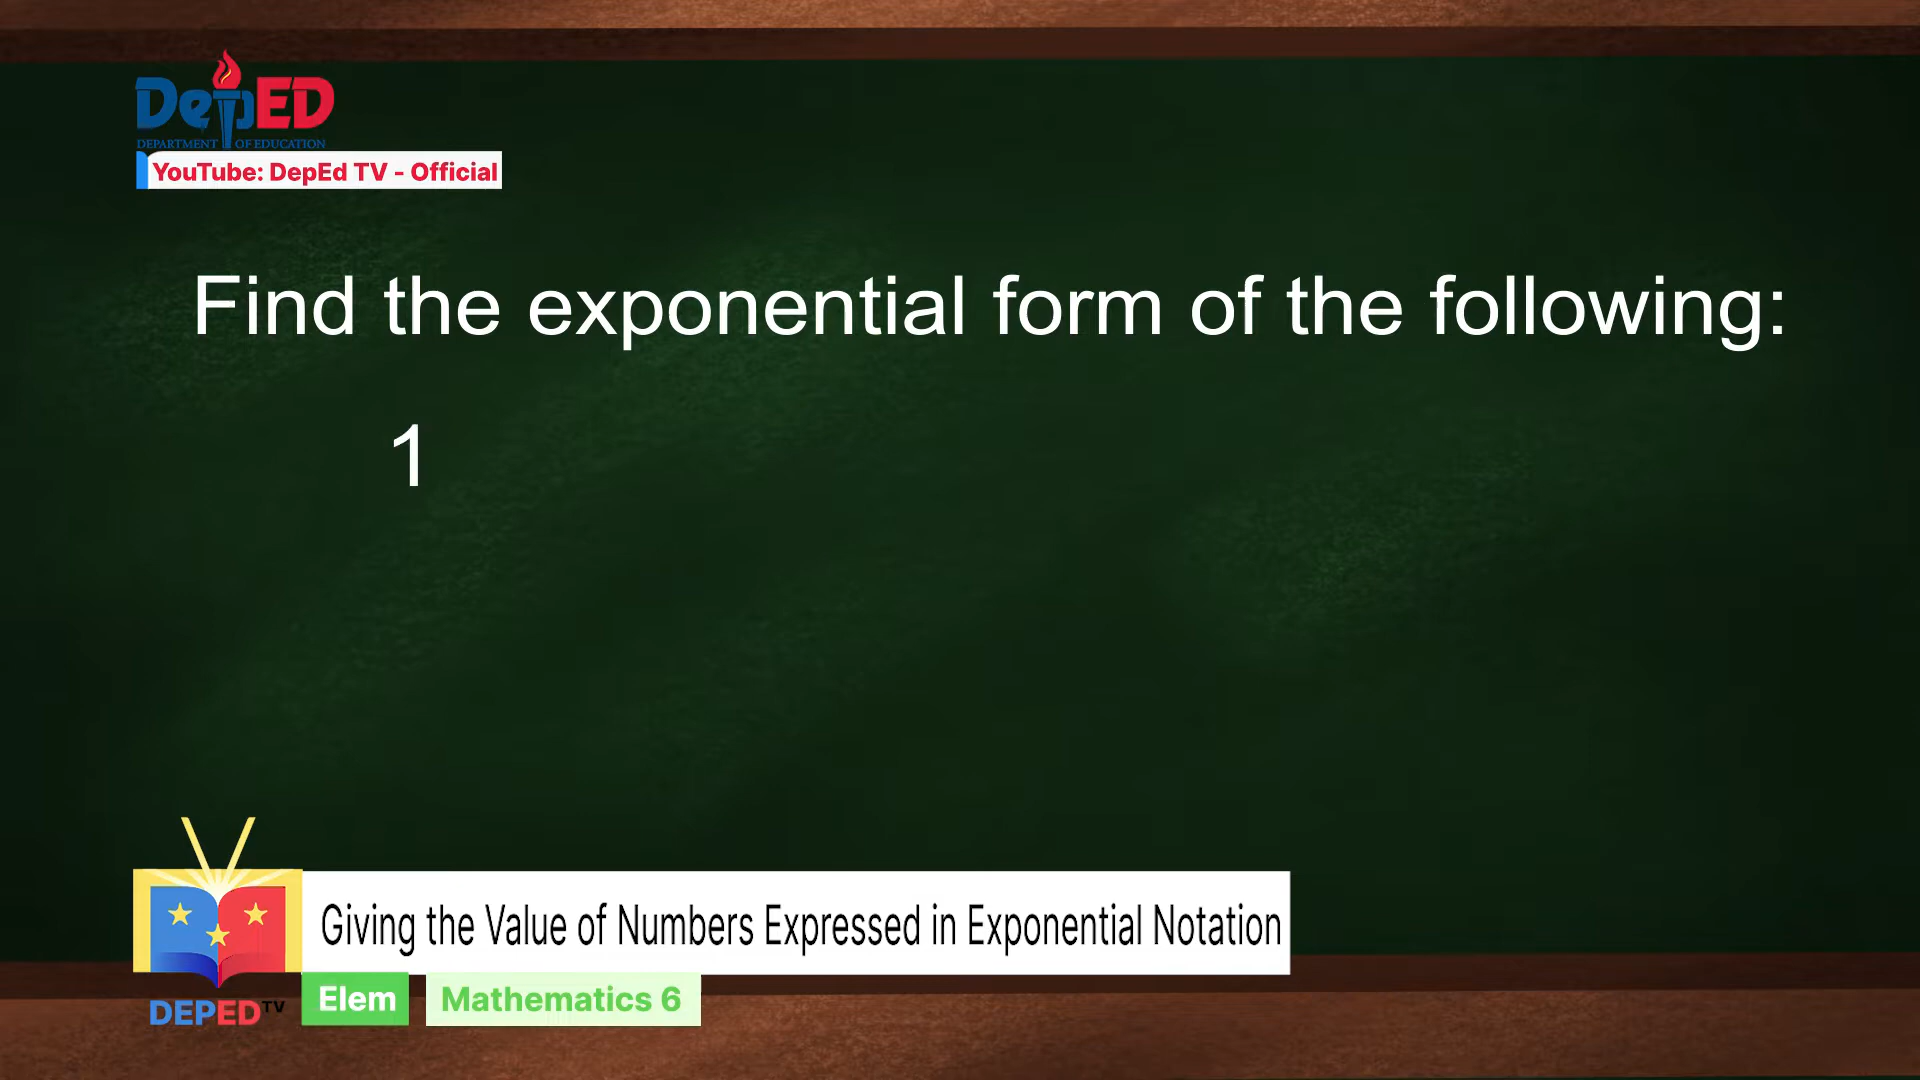 DepED
DEPARTMENT OF EDUCATION
YouTube: DepEd TV - Official
Find the exponential form of the following:
1
Giving the Value of Numbers Expressed in Exponential Notation
DEPED TV
Elem
Mathematics 6